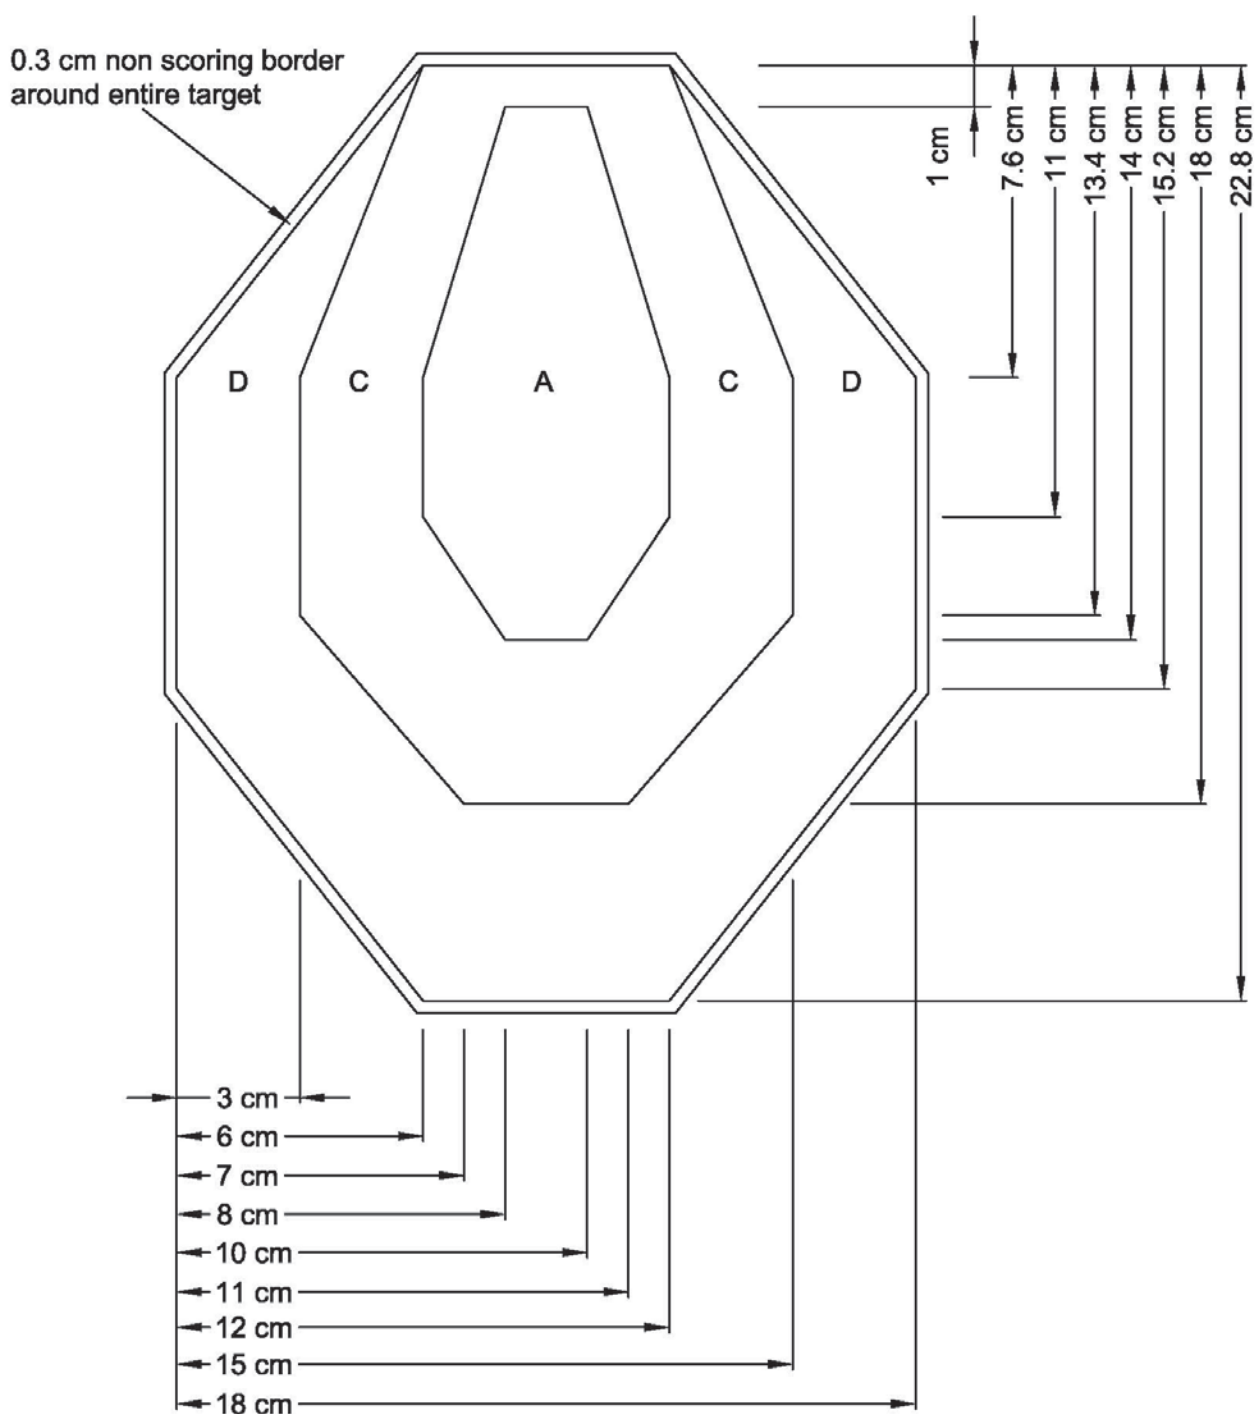 0.3 cm non scoring border
around entire target
1 cm
7.6 cm
11 cm
13.4 cm
14 cm
15.2 cm
18 cm
22.8 cm
D
C
A
C
D
3 cm
6 cm
7 cm
8 cm
10 cm
11 cm
12 cm
15 cm
18 cm